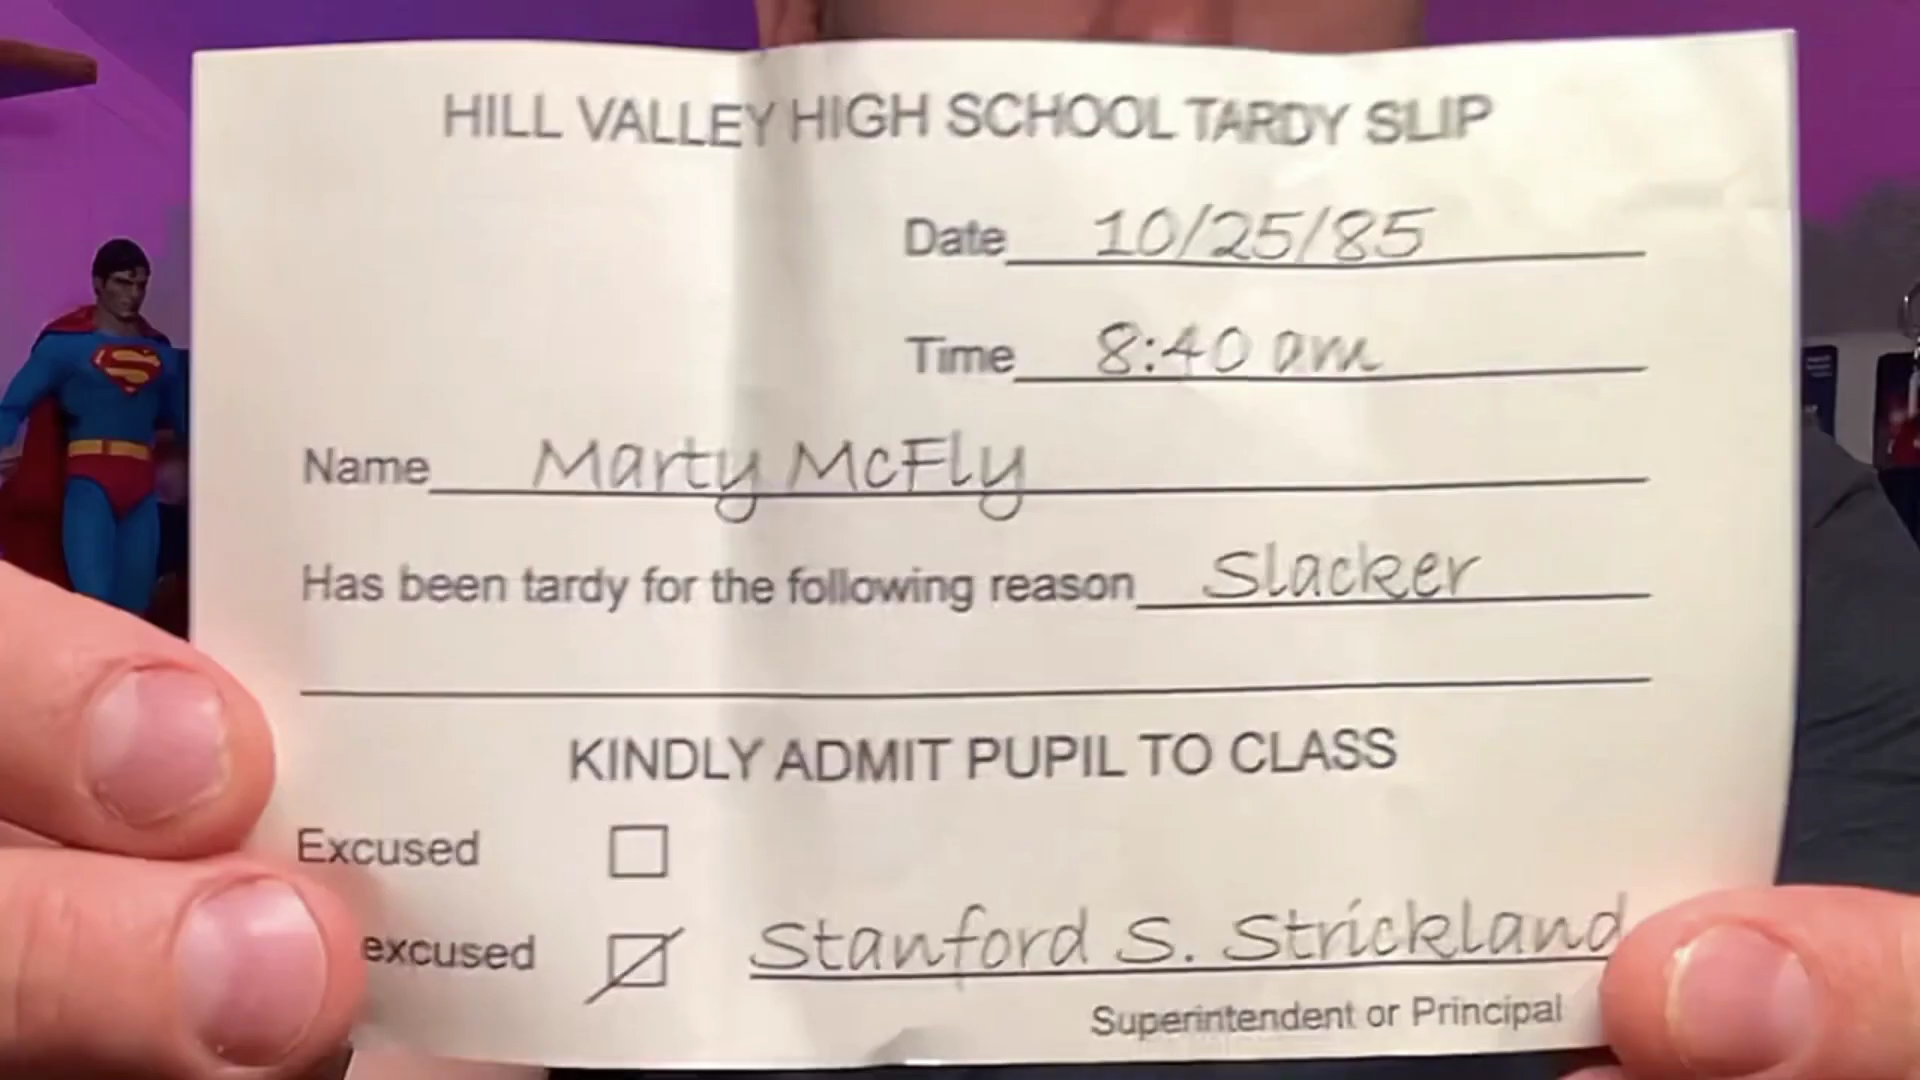 HILL VALLEY HIGH SCHOOL TARDY SLIP
Date 10/25/85
Time 8:40 am
Name Marty McFly
Has been tardy for the following reason Slacker
KINDLY ADMIT PUPIL TO CLASS
Excused
excused Stanford S. Strickland
Superintendent or Principal